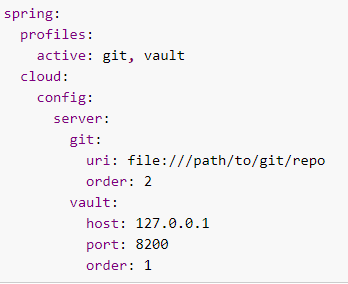 spring:
  profiles:
    active: git, vault
  cloud:
    config:
      server:
        git:
          uri: file:///path/to/git/repo
          order: 2
        vault:
          host: 127.0.0.1
          port: 8200
          order: 1